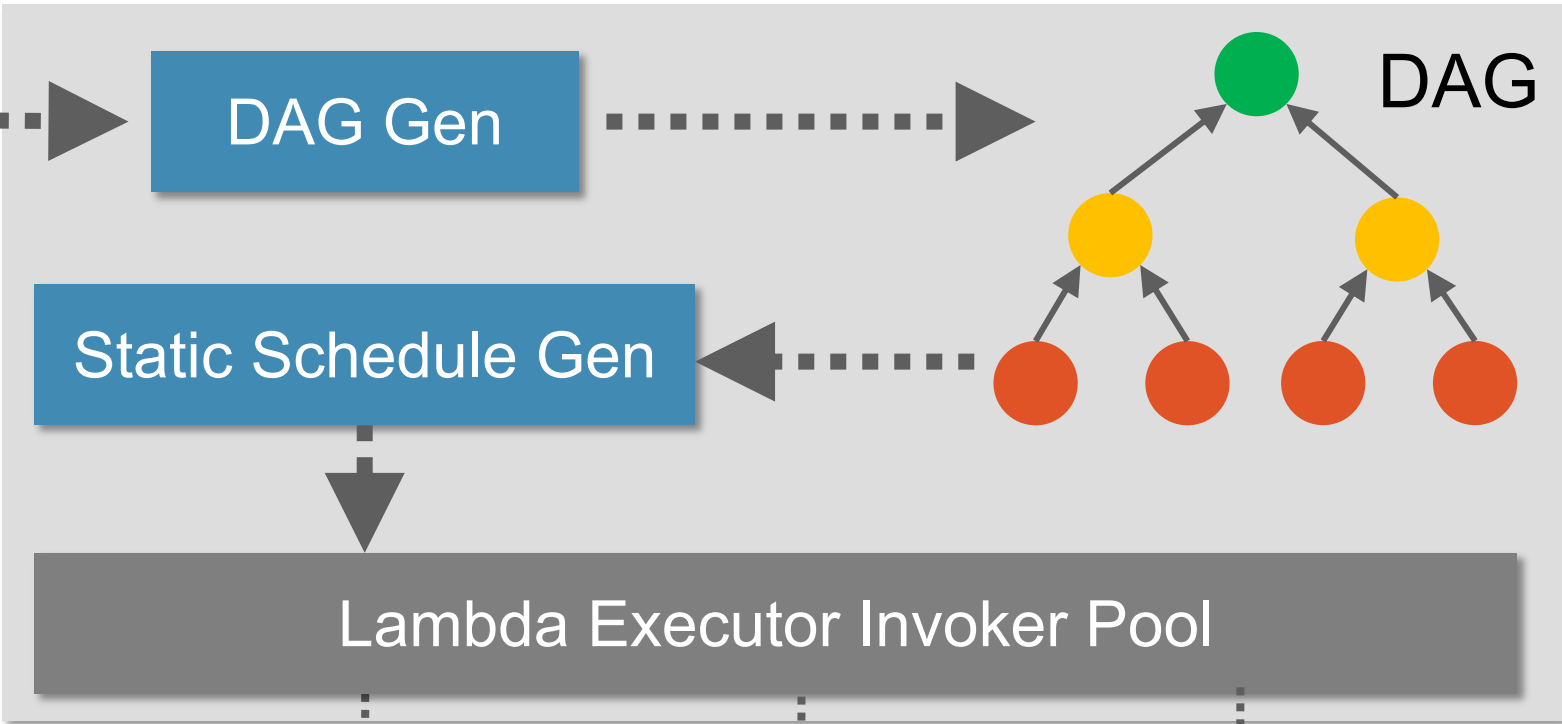 DAG Gen
DAG
Static Schedule Gen
Lambda Executor Invoker Pool